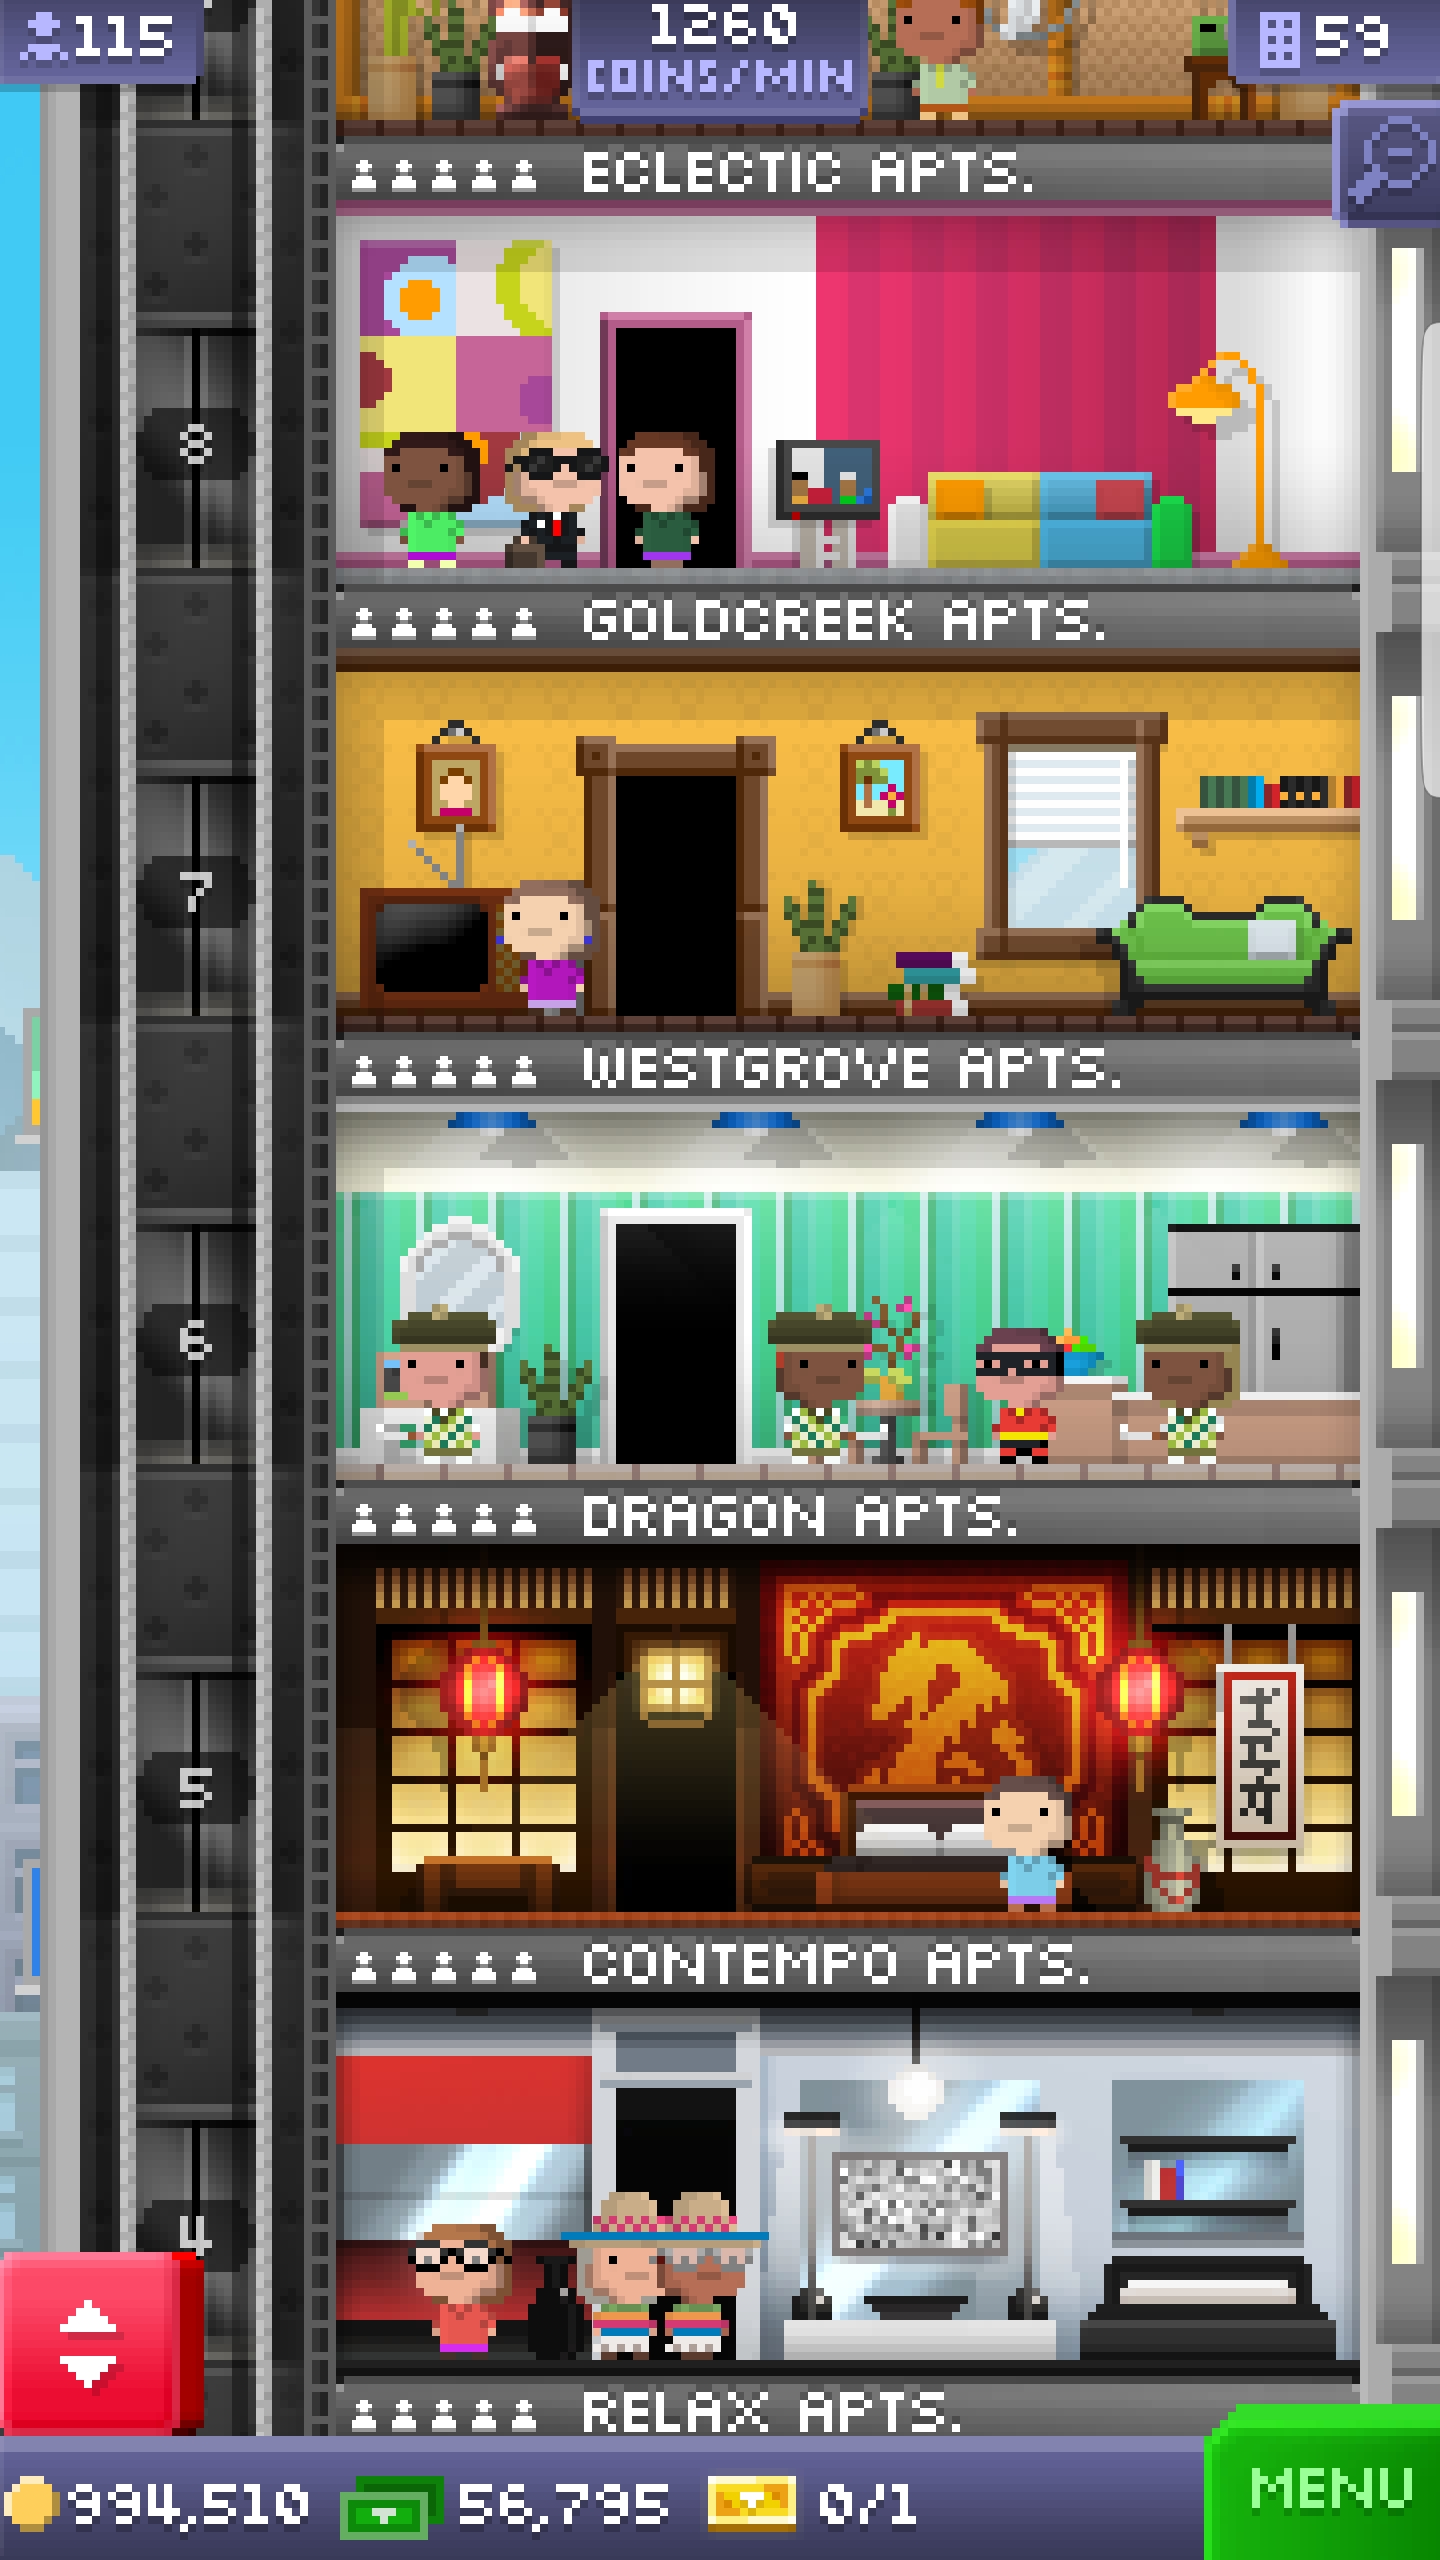 115
1260
COINS/MIN
59
ECLECTIC APTS.
8
GOLDCREEK APTS.
7
WESTGROVE APTS.
6
DRAGON APTS.
5
CONTEMPO APTS.
4
RELAX APTS.
994,510
56,795
0/1
MENU